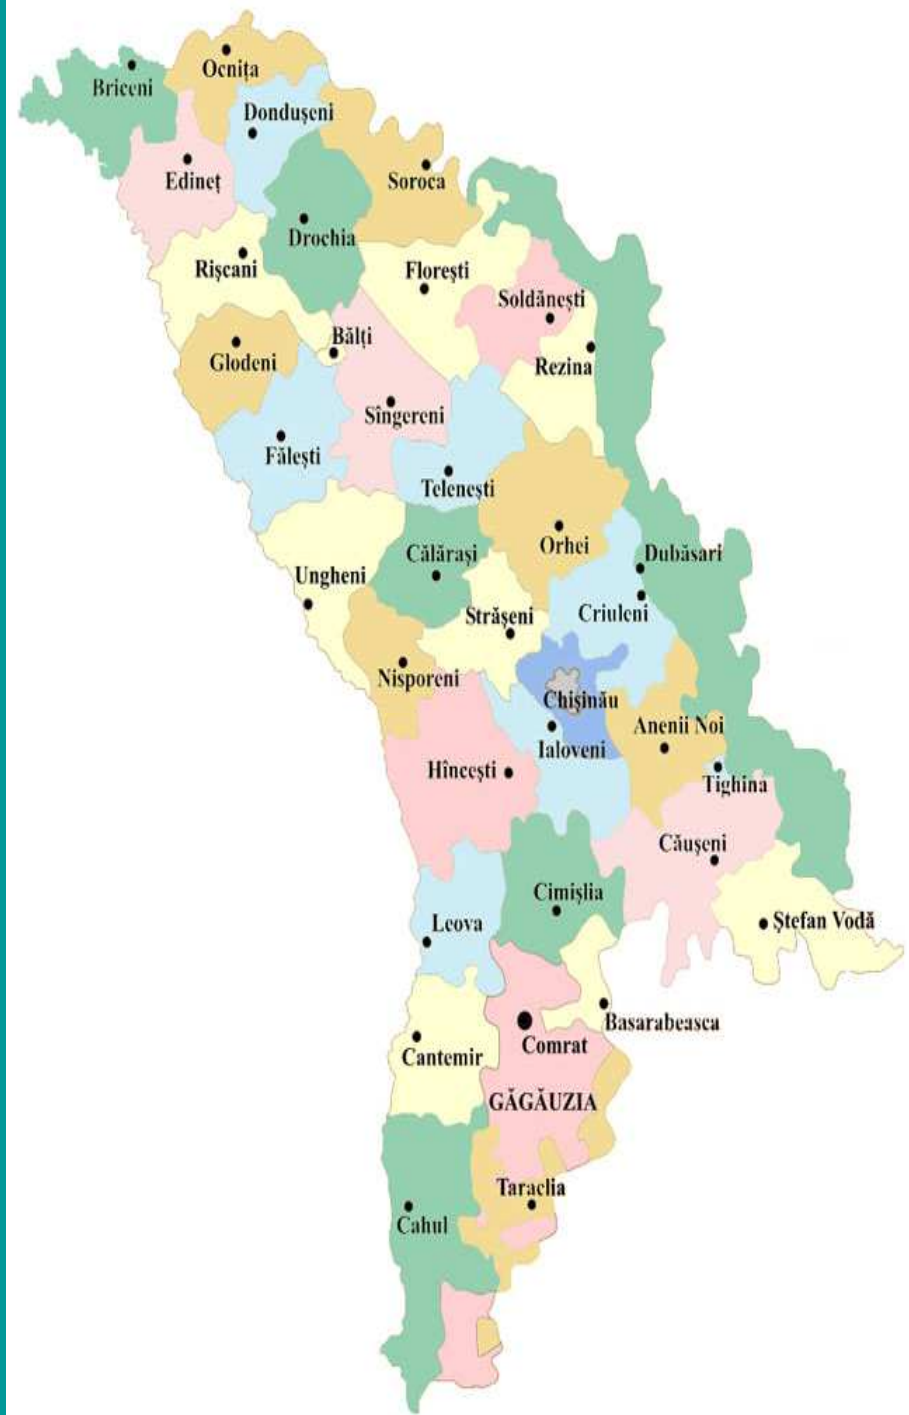 Ocnița
Briceni
Dondușeni
Edineț
Soroca
Drochia
Rișcani
Florești
Soldănești
Bălți
Glodeni
Rezina
Sîngereni
Fălești
Telenești
Orhei
Călărași
Dubăsari
Ungheni
Criuleni
Strășeni
Nisporeni
Chișinău
Anenii Noi
Ialoveni
Hîncești
Tighina
Căușeni
Cimișlia
Leova
Ștefan Vodă
Basarabeasca
Comrat
Cantemir
GĂGĂUZIA
Taraclia
Cahul